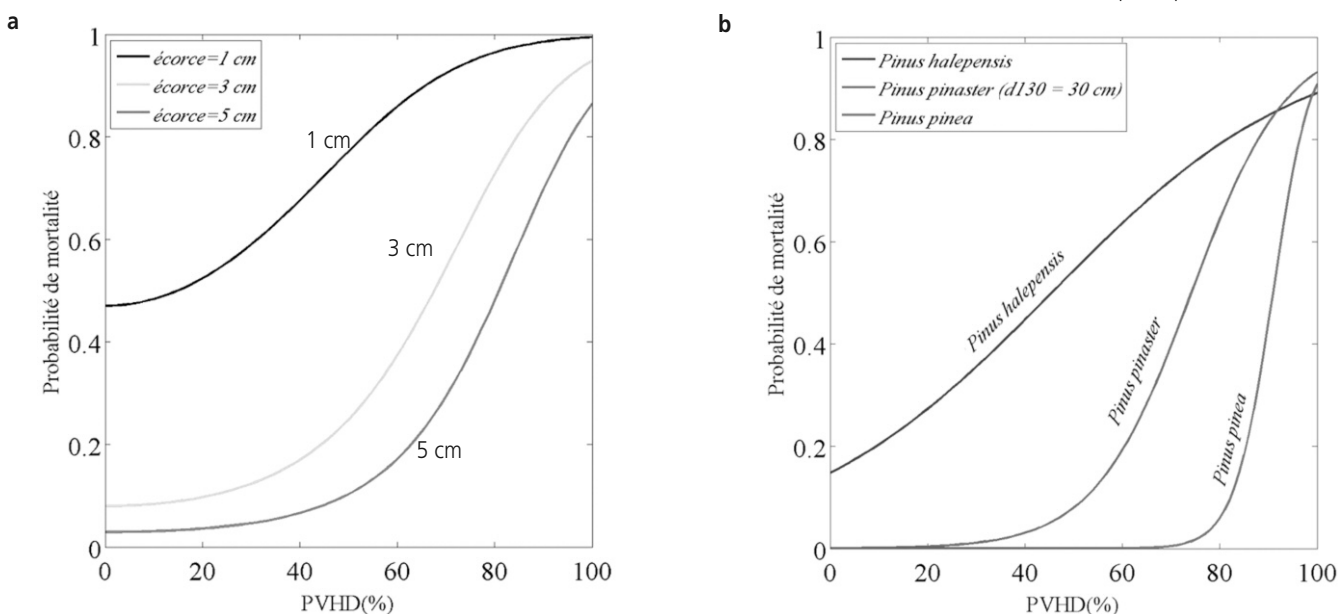 a
1
0.8
0.6
0.4
0.2
0
0
20
40
60
80
100
Probabilité de mortalité
PVHD(%)
écorce=1 cm
écorce=3 cm
écorce=5 cm
1 cm
3 cm
5 cm
b
1
0.8
0.6
0.4
0.2
0
0
20
40
60
80
100
Probabilité de mortalité
PVHD(%)
Pinus halepensis
Pinus pinaster (d130 = 30 cm)
Pinus pinea
Pinus halepensis
Pinus pinaster
Pinus pinea